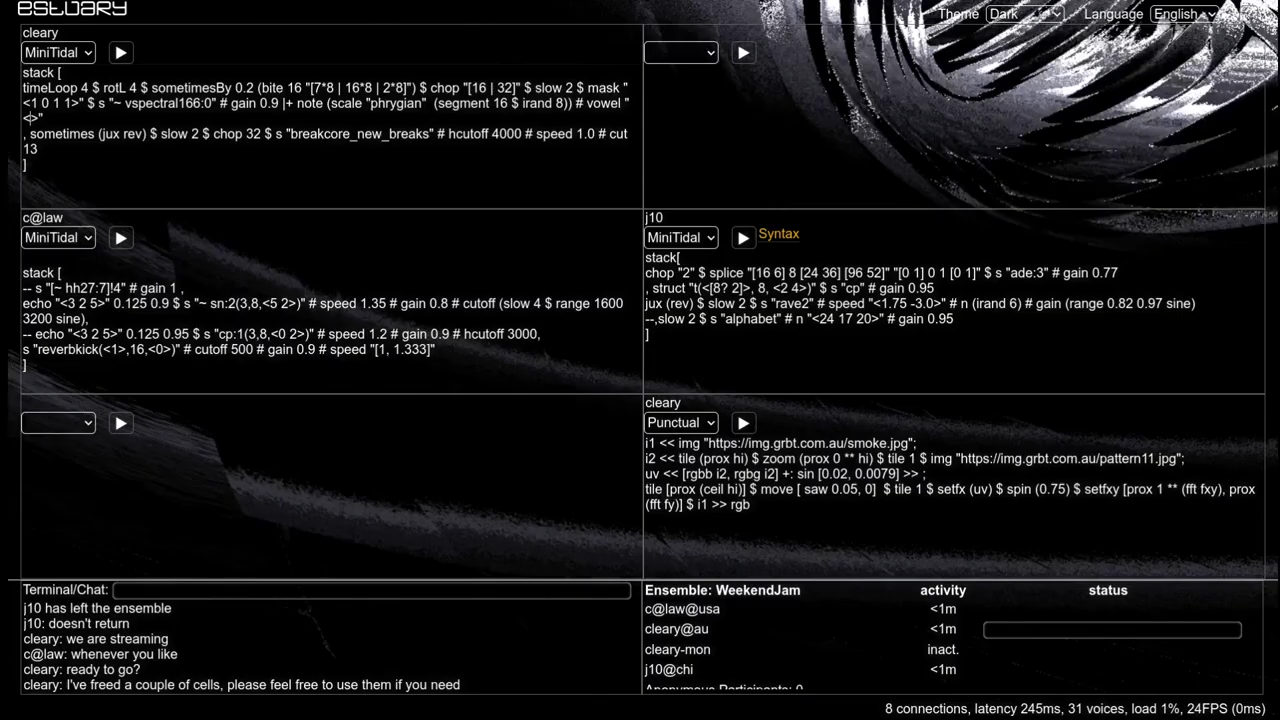 estuary
Theme Dark Language English
cleary
MiniTidal
stack [
timeLoop 4 $ rotL 4 $ sometimesBy 0.2 (bite 16 "[7*8 | 16*8 | 2*8]") $ chop "[16 | 32]" $ slow 2 $ mask "
<1 0 1 1>" $ s "~ vspectral166:0" # gain 0.9 |+ note (scale "phrygian"  (segment 16 $ irand 8)) # vowel "
<>"
, sometimes (jux rev) $ slow 2 $ chop 32 $ s "breakcore_new_breaks" # hcutoff 4000 # speed 1.0 # cut
13
]
c@law
MiniTidal
stack [
-- s "[~ hh27:7]!4" # gain 1 ,
echo "<3 2 5>" 0.125 0.9 $ s "~ sn:2(3,8,<5 2>)" # speed 1.35 # gain 0.8 # cutoff (slow 4 $ range 1600
3200 sine),
-- echo "<3 2 5>" 0.125 0.95 $ s "cp:1(3,8,<0 2>)" # speed 1.2 # gain 0.9 # hcutoff 3000,
s "reverbkick(<1>,16,<0>)" # cutoff 500 # gain 0.9 # speed "[1, 1.333]"
]
j10
MiniTidal Syntax
stack[
chop "2" $ splice "[16 6] 8 [24 36] [96 52]" "[0 1] 0 1 [0 1]" $ s "ade:3" # gain 0.77
, struct "t(<[8? 2]>, 8, <2 4>)" $ s "cp" # gain 0.95
jux (rev) $ slow 2 $ s "rave2" # speed "<1.75 -3.0>" # n (irand 6) # gain (range 0.82 0.97 sine)
--,slow 2 $ s "alphabet" # n "<24 17 20>" # gain 0.95
]
cleary
Punctual
i1 << img "https://img.grbt.com.au/smoke.jpg";
i2 << tile (prox hi) $ zoom (prox 0 ** hi) $ tile 1 $ img "https://img.grbt.com.au/pattern11.jpg";
uv << [rgbb i2, rgbg i2] +: sin [0.02, 0.0079] >> ;
tile [prox (ceil hi)] $ move [ saw 0.05, 0]  $ tile 1 $ setfx (uv) $ spin (0.75) $ setfxy [prox 1 ** (fft fxy), prox
(fft fy)] $ i1 >> rgb
Terminal/Chat:
j10 has left the ensemble
j10: doesn't return
cleary: we are streaming
c@law: whenever you like
cleary: ready to go?
cleary: I've freed a couple of cells, please feel free to use them if you need
Ensemble: WeekendJam activity status
c@law@usa <1m
cleary@au <1m
cleary-mon inact.
j10@chi <1m
Anonymous Participants: 0
8 connections, latency 245ms, 31 voices, load 1%, 24FPS (0ms)